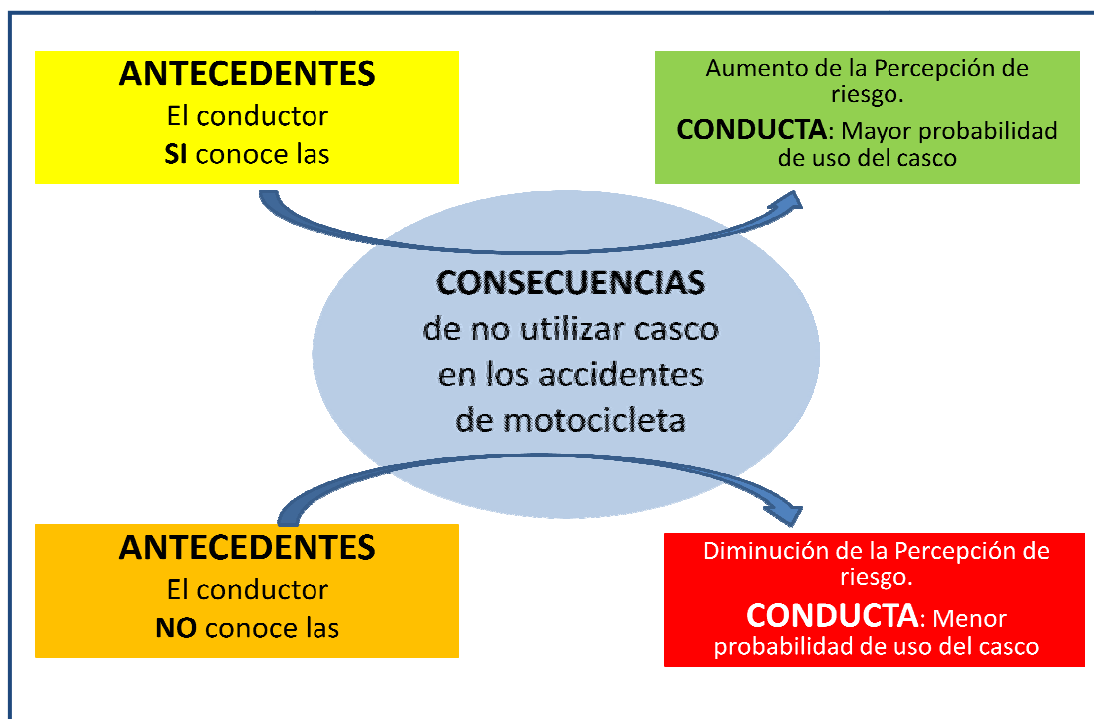 ANTECEDENTES
El conductor
SI conoce las
Aumento de la Percepción de
riesgo.
CONDUCTA: Mayor probabilidad
de uso del casco
CONSECUENCIAS
de no utilizar casco
en los accidentes
de motocicleta
ANTECEDENTES
El conductor
NO conoce las
Diminución de la Percepción de
riesgo.
CONDUCTA: Menor
probabilidad de uso del casco